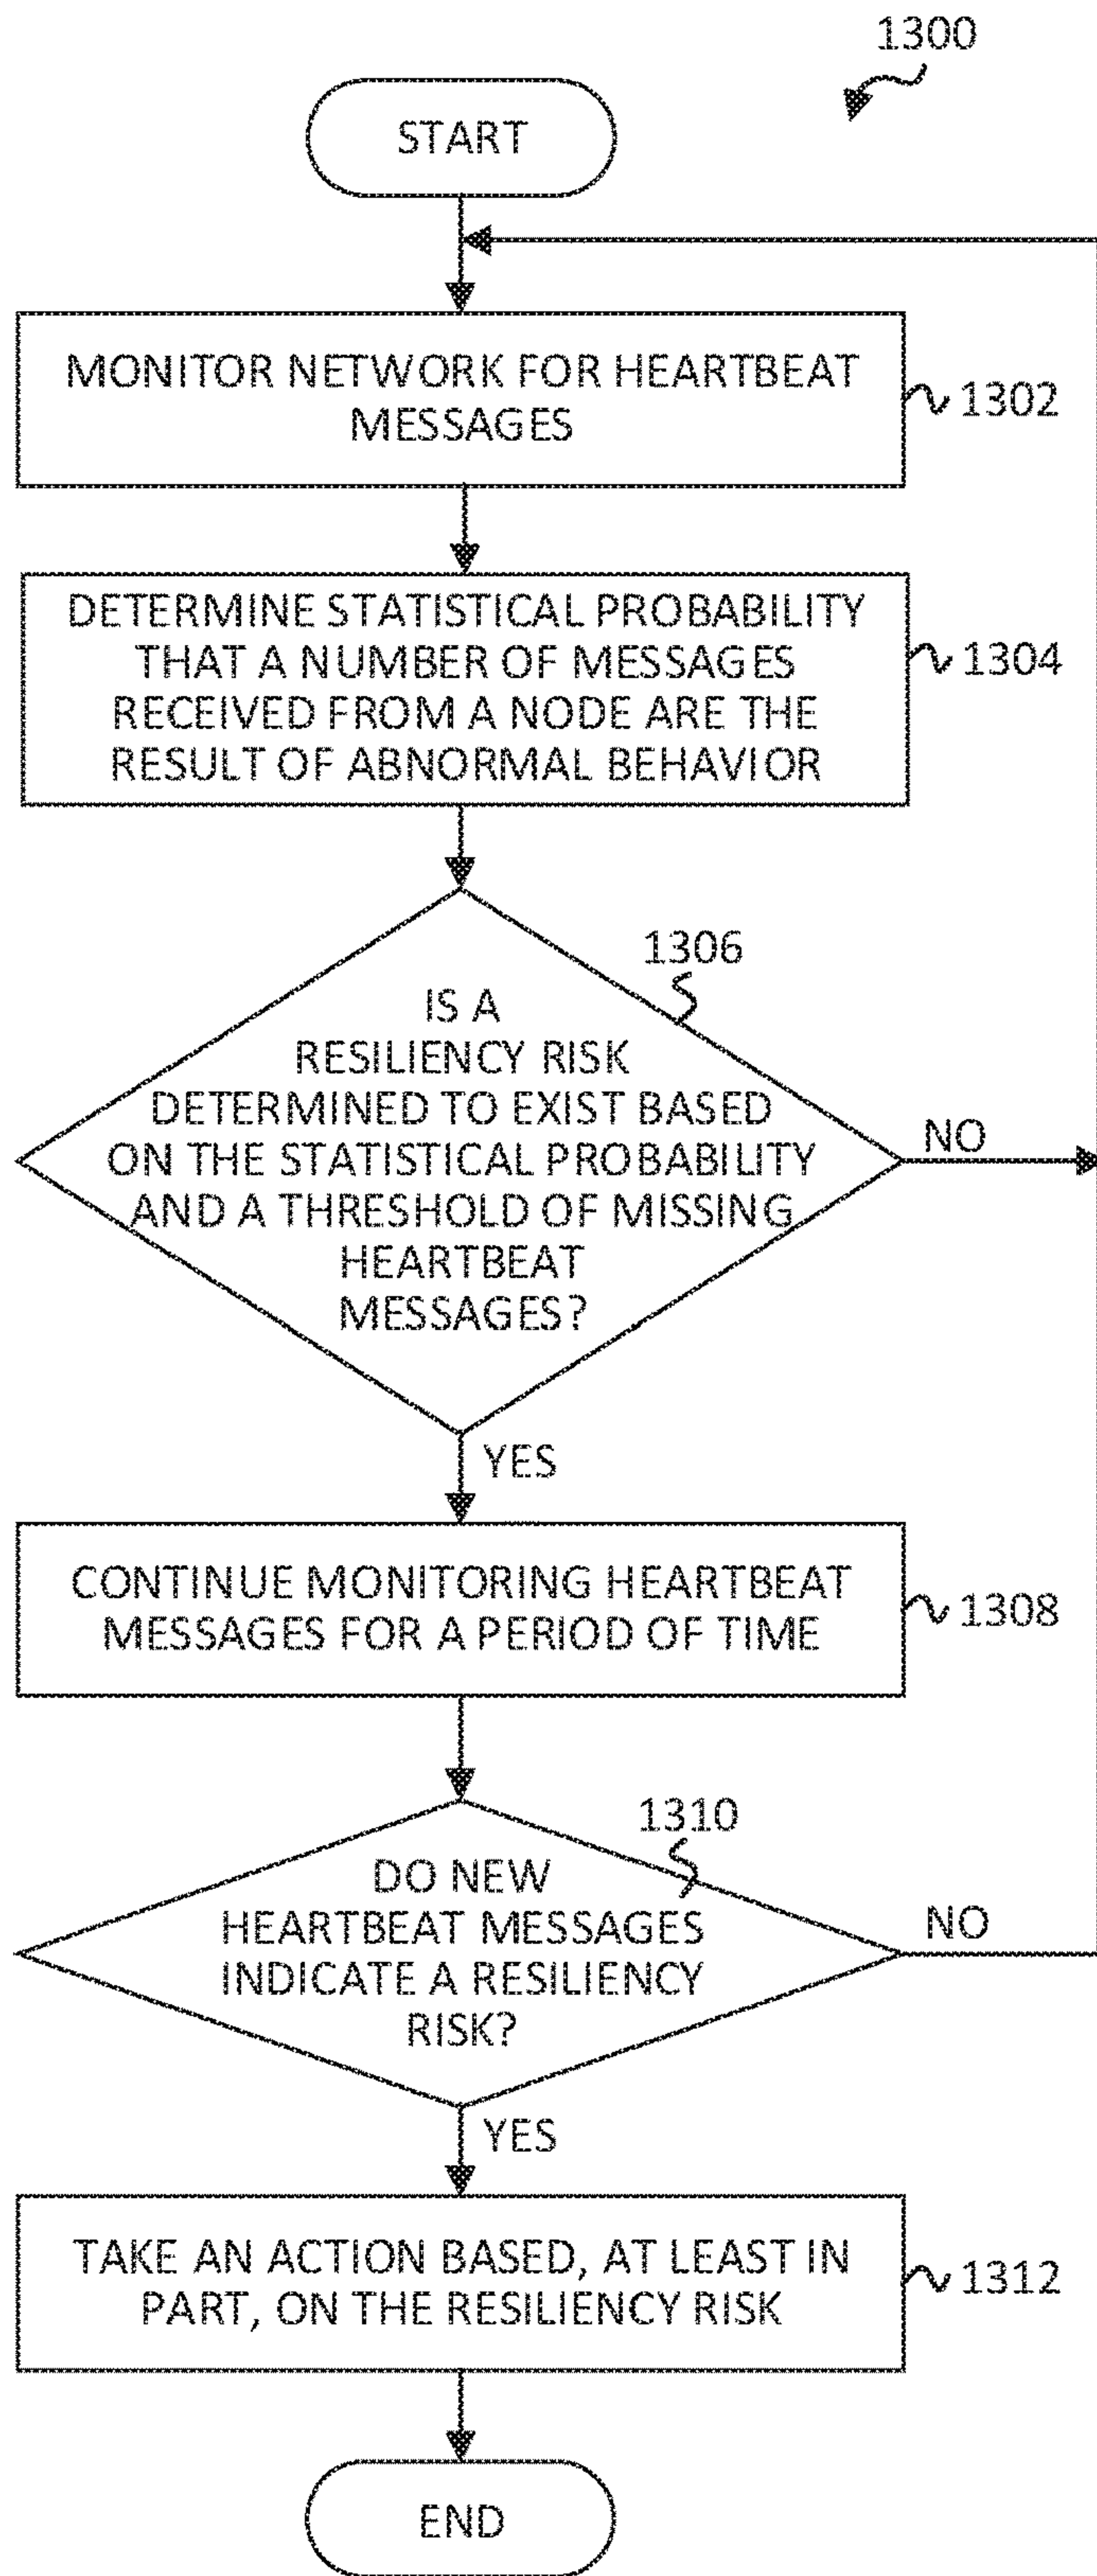 1300
START
MONITOR NETWORK FOR HEARTBEAT
MESSAGES
1302
DETERMINE STATISTICAL PROBABILITY
THAT A NUMBER OF MESSAGES
RECEIVED FROM A NODE ARE THE
RESULT OF ABNORMAL BEHAVIOR
1304
1306
IS A
RESILIENCY RISK
DETERMINED TO EXIST BASED
ON THE STATISTICAL PROBABILITY
AND A THRESHOLD OF MISSING
HEARTBEAT
MESSAGES?
NO
YES
CONTINUE MONITORING HEARTBEAT
MESSAGES FOR A PERIOD OF TIME
1308
1310
DO NEW
HEARTBEAT MESSAGES
INDICATE A RESILIENCY
RISK?
NO
YES
TAKE AN ACTION BASED, AT LEAST IN
PART, ON THE RESILIENCY RISK
1312
END